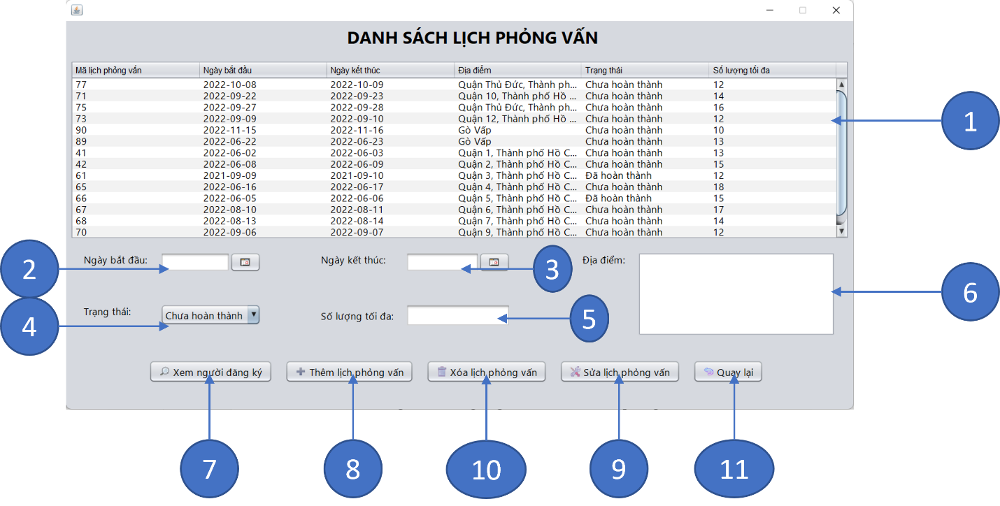 DANH SÁCH LỊCH PHỎNG VẤN
Mã lịch phỏng vấn Ngày bắt đầu Ngày kết thúc Địa điểm Trạng thái Số lượng tối đa
77 2022-10-08 2022-10-09 Quận Thủ Đức, Thành ph... Chưa hoàn thành 12
71 2022-09-22 2022-09-23 Quận 10, Thành phố Hồ ... Chưa hoàn thành 14
75 2022-09-27 2022-09-28 Quận Thủ Đức, Thành ph... Chưa hoàn thành 16
73 2022-09-09 2022-09-10 Quận 12, Thành phố Hồ ... Chưa hoàn thành 12
90 2022-11-15 2022-11-16 Gò Vấp Chưa hoàn thành 10
89 2022-06-22 2022-06-23 Gò Vấp Chưa hoàn thành 13
41 2022-06-02 2022-06-03 Quận 1, Thành phố Hồ C... Chưa hoàn thành 13
42 2022-06-08 2022-06-09 Quận 2, Thành phố Hồ C... Chưa hoàn thành 15
61 2021-09-09 2021-09-10 Quận 3, Thành phố Hồ C... Đã hoàn thành 12
65 2022-06-16 2022-06-17 Quận 4, Thành phố Hồ C... Chưa hoàn thành 18
66 2022-06-05 2022-06-06 Quận 5, Thành phố Hồ C... Đã hoàn thành 15
67 2022-08-10 2022-08-11 Quận 6, Thành phố Hồ C... Chưa hoàn thành 17
68 2022-08-13 2022-08-14 Quận 7, Thành phố Hồ C... Chưa hoàn thành 14
70 2022-09-06 2022-09-07 Quận 9, Thành phố Hồ C... Chưa hoàn thành 12
1
2 Ngày bắt đầu: Ngày kết thúc: 3 Địa điểm: 6
4 Trạng thái: Chưa hoàn thành Số lượng tối đa: 5
Xem người đăng ký Thêm lịch phỏng vấn Xóa lịch phỏng vấn Sửa lịch phỏng vấn Quay lại
7 8 10 9 11